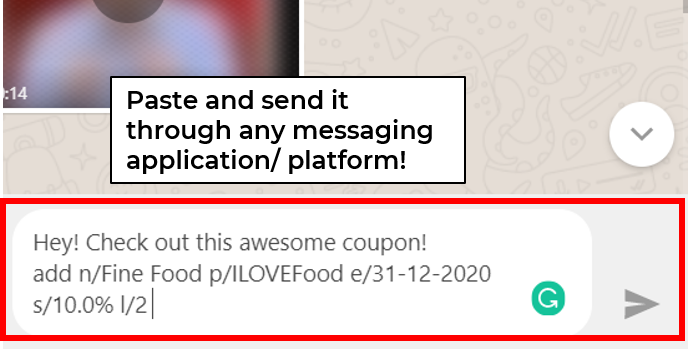 :14
Paste and send it
through any messaging
application/ platform!
Hey! Check out this awesome coupon!
add n/Fine Food p/ILOVEFood e/31-12-2020
s/10.0% l/2